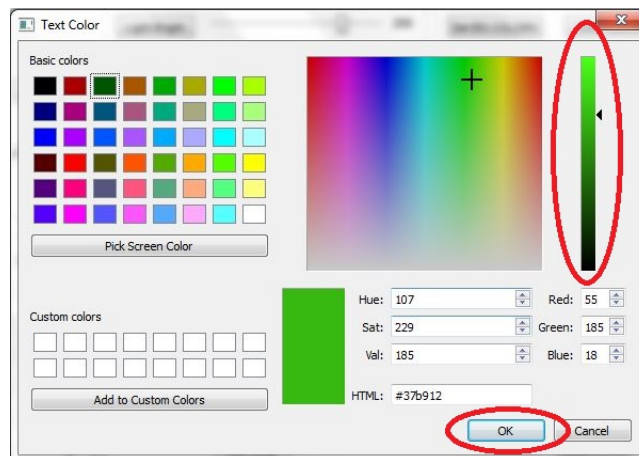 Text Color
Basic colors
Pick Screen Color
Custom colors
Add to Custom Colors
Hue: 107
Red: 55
Sat: 229
Green: 185
Val: 185
Blue: 18
HTML: #37b912
OK
Cancel